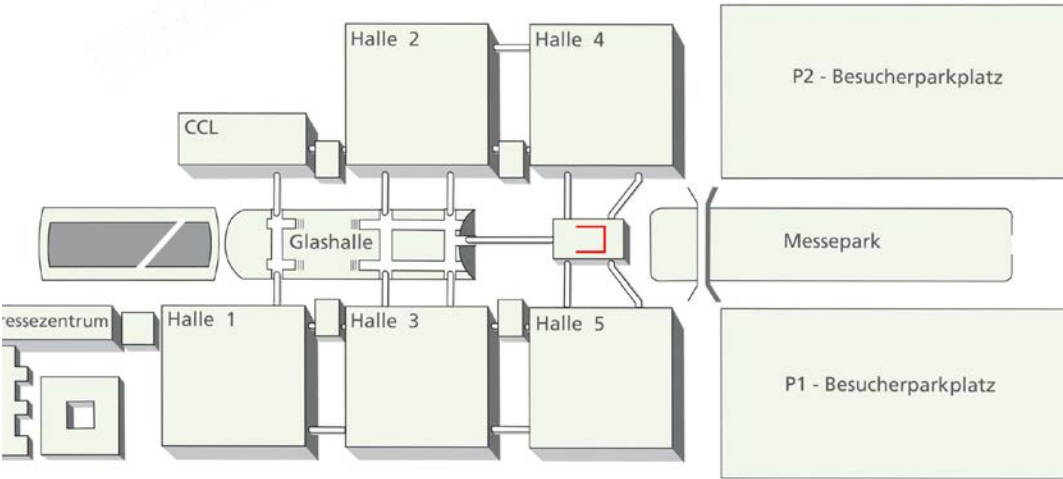 Halle 2
Halle 4
P2 - Besucherparkplatz
CCL
Glashalle
Messepark
ressezentrum
Halle 1
Halle 3
Halle 5
P1 - Besucherparkplatz